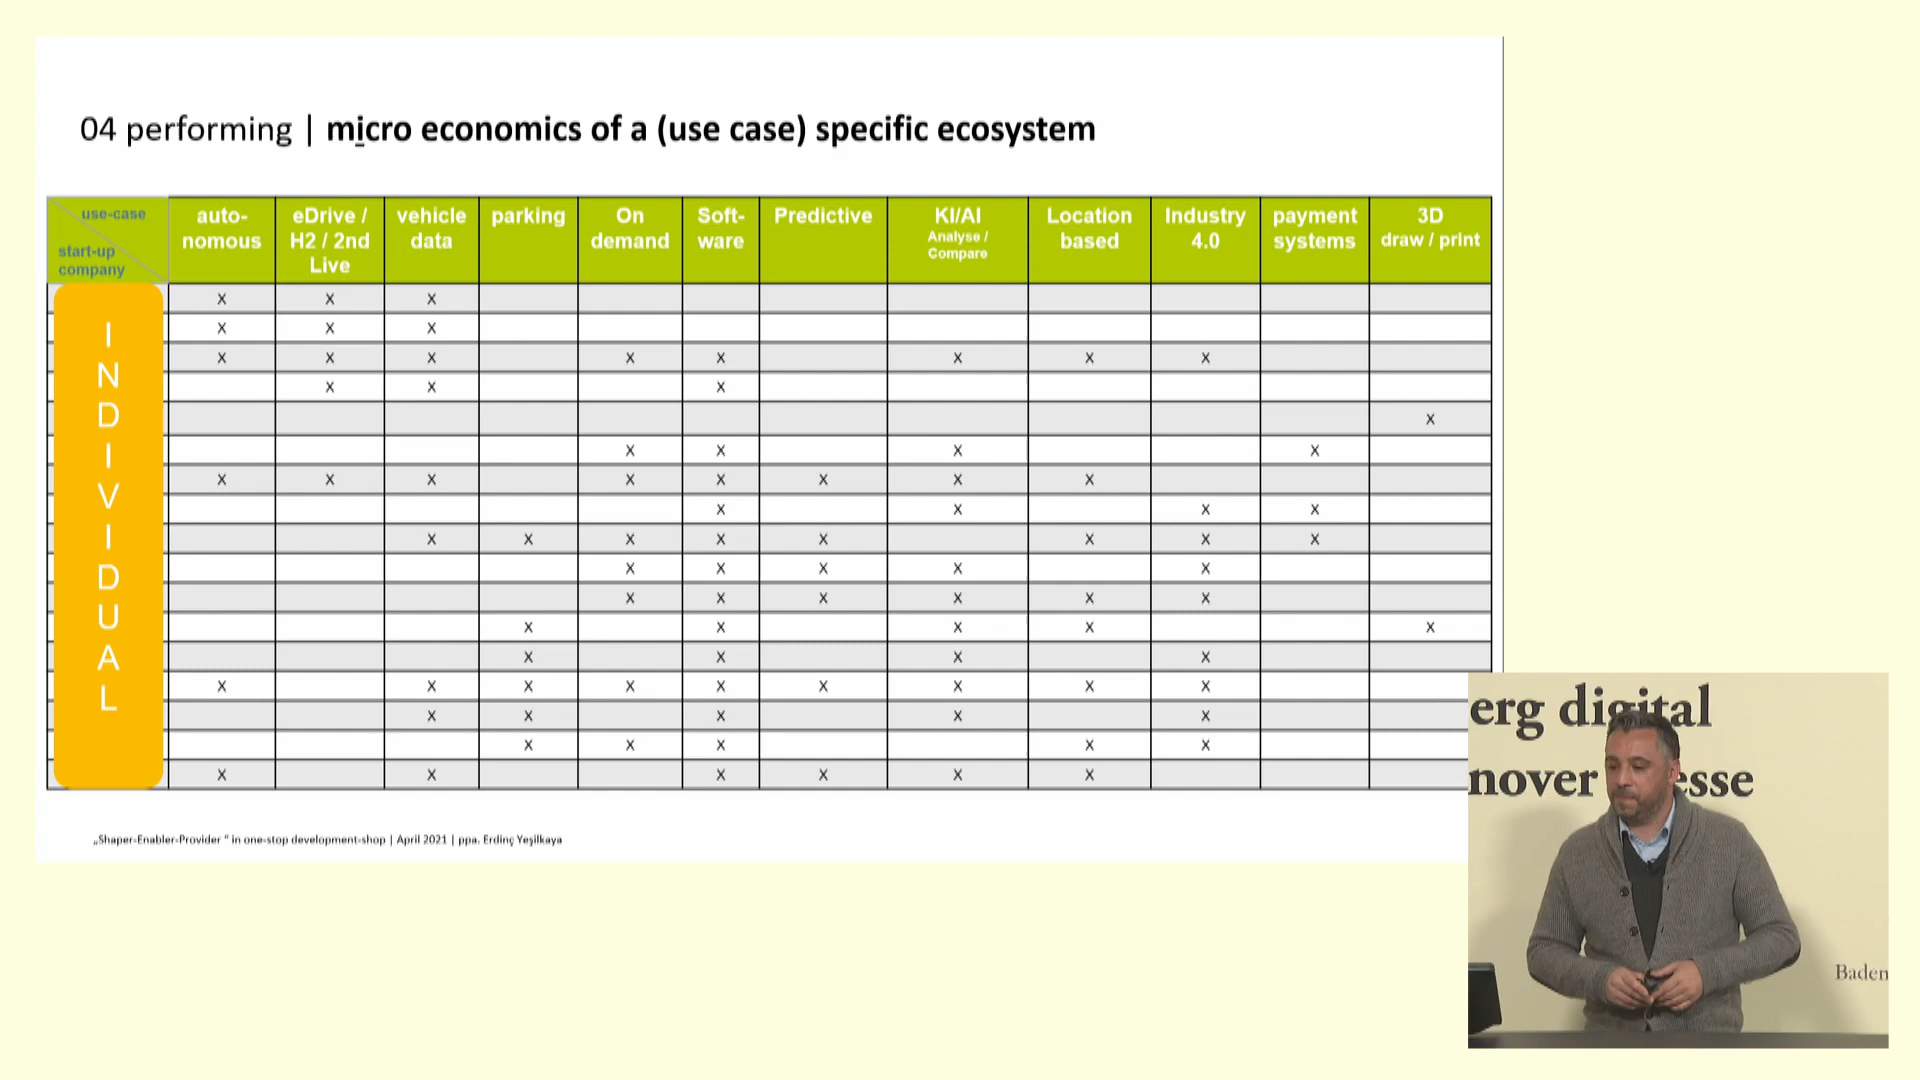 04 performing | micro economics of a (use case) specific ecosystem
use-case
start-up
company
auto-
nomous
eDrive /
H2 / 2nd
Live
vehicle
data
parking
On
demand
Soft-
ware
Predictive
KI/AI
Analyse /
Compare
Location
based
Industry
4.0
payment
systems
3D
draw / print
I
N
D
I
V
I
D
U
A
L
X X X
X X X
X X X X X X X X
X X X
X
X X X X
X X X X X X X X
X X X X
X X X X X X X X
X X X X X
X X X X X X
X X X X X
X X X X
X X X X X X X X X
X X X X X
X X X X X
X X X X X X
„Shaper-Enabler-Provider “ in one-stop development-shop | April 2021 | ppa. Erdinç Yeşilkaya
erg digital
nover esse
Baden